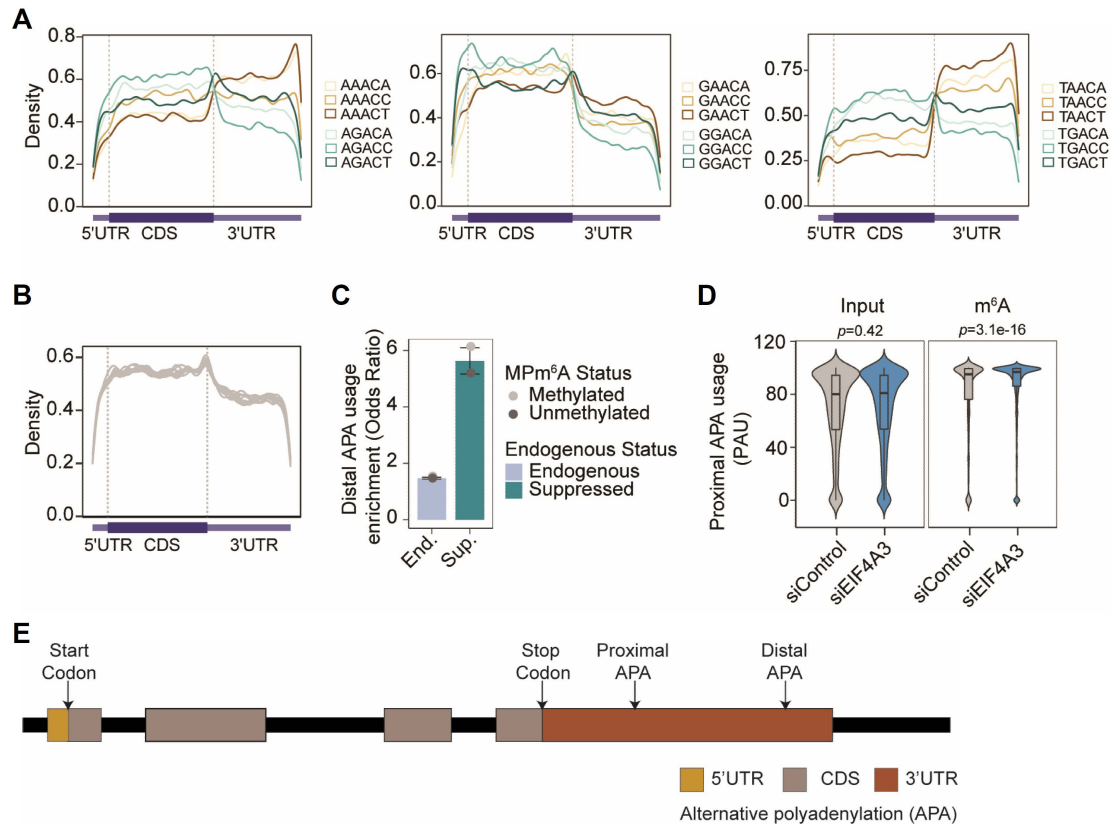 A
Density
0.8
0.6
0.4
0.2
0.0
5'UTR CDS 3'UTR
AAACA
AAACC
AAACT
AGACA
AGACC
AGACT
0.6
0.4
0.2
0.0
5'UTR CDS 3'UTR
GAACA
GAACC
GAACT
GGACA
GGACC
GGACT
0.75
0.50
0.25
0.00
5'UTR CDS 3'UTR
TAACA
TAACC
TAACT
TGACA
TGACC
TGACT
B
Density
0.6
0.4
0.2
0.0
5'UTR CDS 3'UTR
C
Distal APA usage
enrichment (Odds Ratio)
6
4
2
0
End. Sup.
MPm⁶A Status
Methylated
Unmethylated
Endogenous Status
Endogenous
Suppressed
D
Input
p=0.42
m⁶A
p=3.1e-16
Proximal APA usage
(PAU)
120
80
40
0
siControl siEIF4A3 siControl siEIF4A3
E
Start
Codon
Stop
Codon
Proximal
APA
Distal
APA
5'UTR CDS 3'UTR
Alternative polyadenylation (APA)